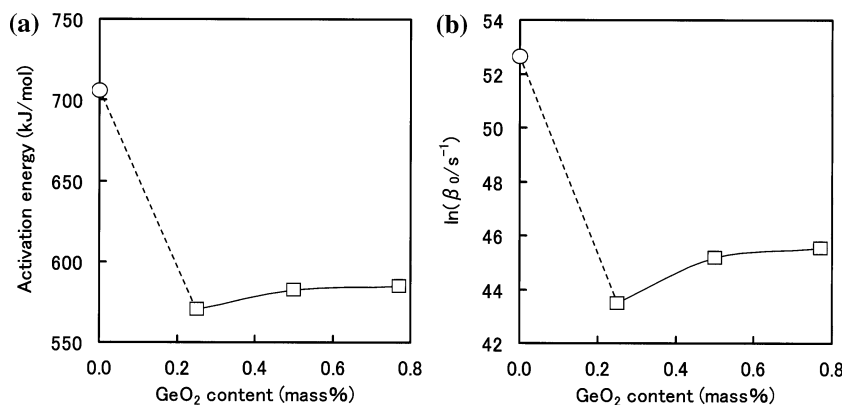 (a)
Activation energy (kJ/mol)
750
700
650
600
550
0.0 0.2 0.4 0.6 0.8
GeO₂ content (mass%)
(b)
ln(β₀/s⁻¹)
54
52
50
48
46
44
42
0.0 0.2 0.4 0.6 0.8
GeO₂ content (mass%)